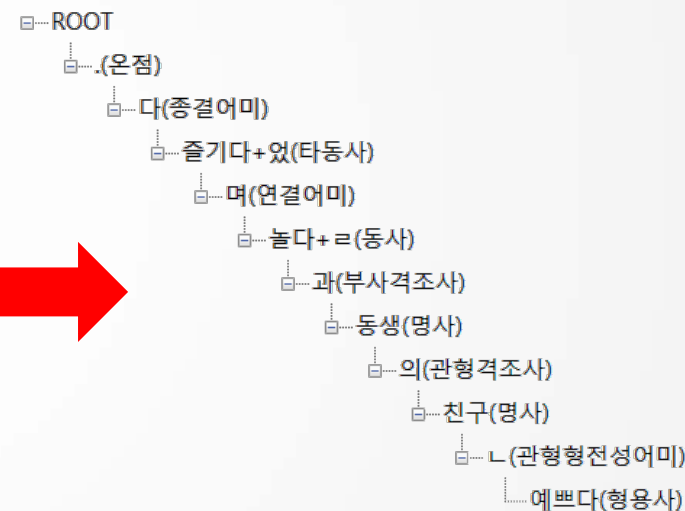 ROOT
.(온점)
다(종결어미)
즐기다+었(타동사)
며(연결어미)
놀다+ㄹ(동사)
과(부사격조사)
동생(명사)
의(관형격조사)
친구(명사)
ㄴ(관형형전성어미)
예쁘다(형용사)